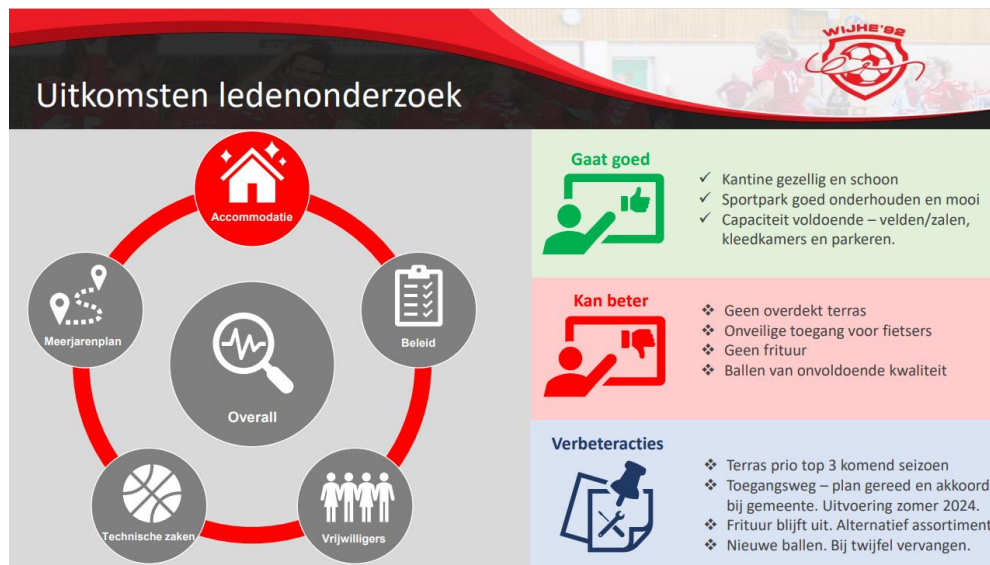 WIJHE'92
Uitkomsten ledenonderzoek
Accommodatie
Meerjarenplan
Beleid
Overall
Technische zaken
Vrijwilligers
Gaat goed
✓ Kantine gezellig en schoon
✓ Sportpark goed onderhouden en mooi
✓ Capaciteit voldoende – velden/zalen,
kleedkamers en parkeren.
Kan beter
❖ Geen overdekt terras
❖ Onveilige toegang voor fietsers
❖ Geen frituur
❖ Ballen van onvoldoende kwaliteit
Verbeteracties
❖ Terras prio top 3 komend seizoen
❖ Toegangsweg – plan gereed en akkoord
bij gemeente. Uitvoering zomer 2024.
❖ Frituur blijft uit. Alternatief assortiment
❖ Nieuwe ballen. Bij twijfel vervangen.